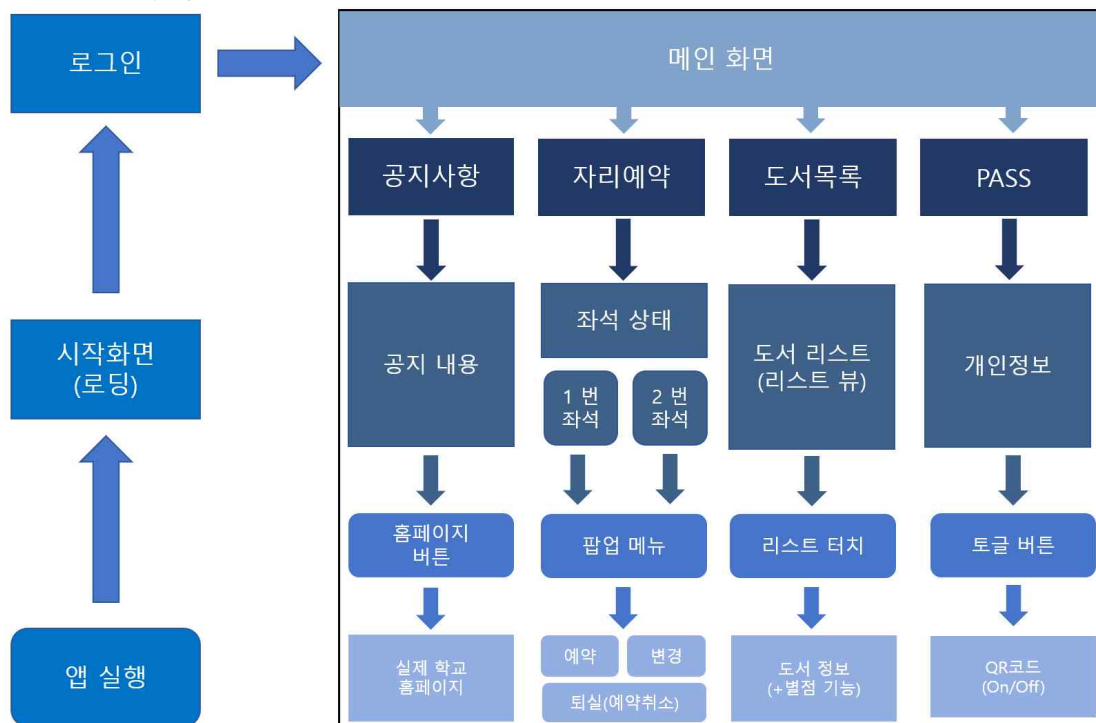 로그인
시작화면
(로딩)
앱 실행
메인 화면
공지사항
자리예약
도서목록
PASS
공지 내용
좌석 상태
1 번
좌석
2 번
좌석
도서 리스트
(리스트 뷰)
개인정보
홈페이지
버튼
팝업 메뉴
리스트 터치
토글 버튼
실제 학교
홈페이지
예약
변경
퇴실(예약취소)
도서 정보
(+별점 기능)
QR코드
(On/Off)